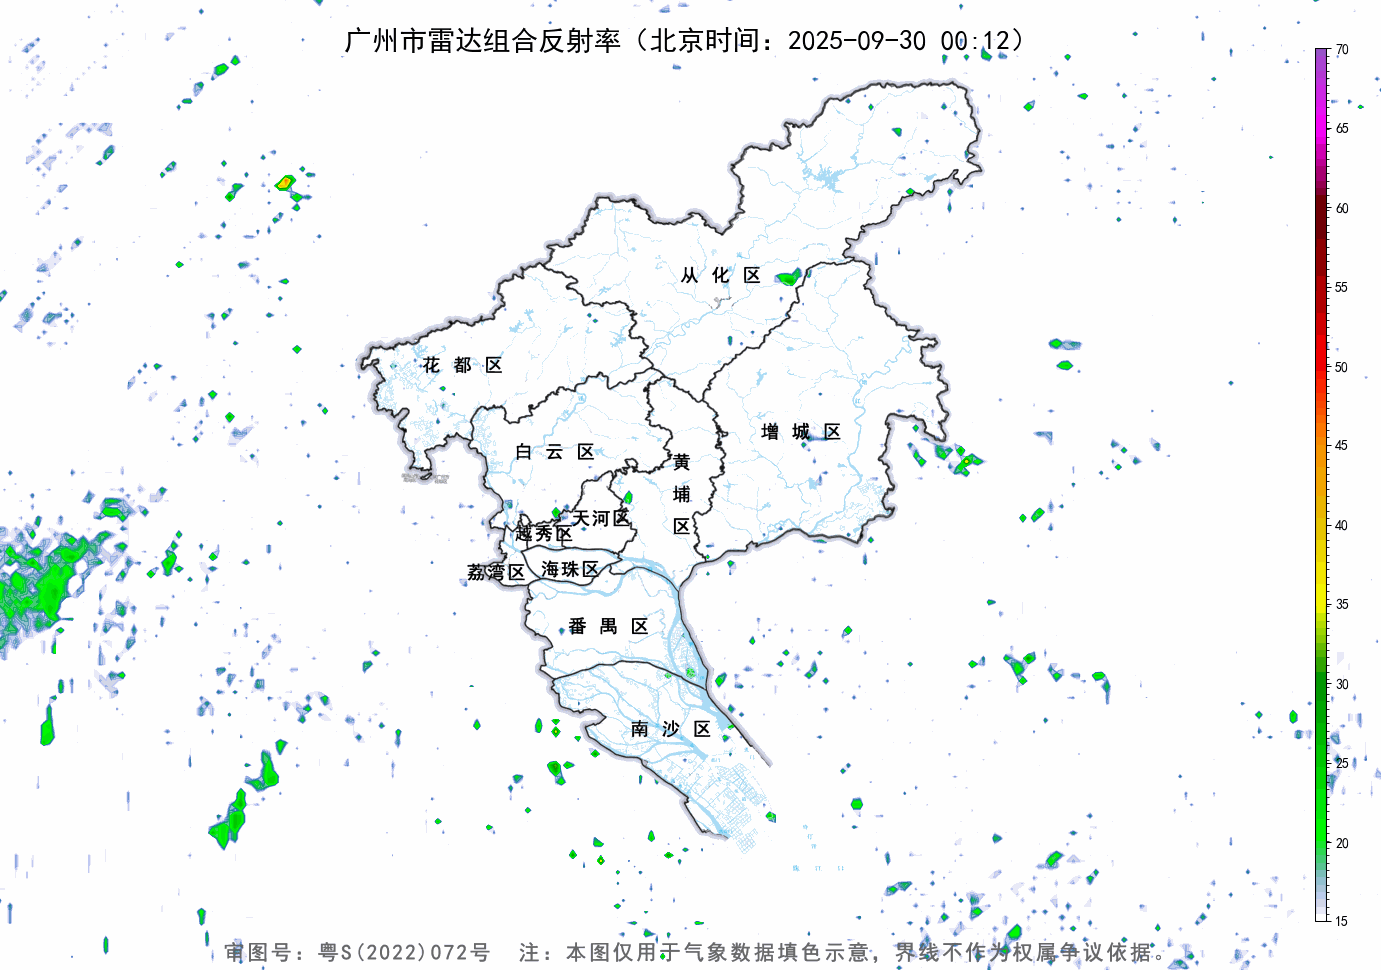 广州市雷达组合反射率（北京时间：2025-09-30 00:12）
70
65
60
55
50
45
40
35
30
25
20
15
从化区
花都区
增城区
白云区
黄埔区
天河区
越秀区
荔湾区
海珠区
番禺区
南沙区
审图号：粤S(2022)072号 注：本图仅用于气象数据填色示意，界线不作为权属争议依据。